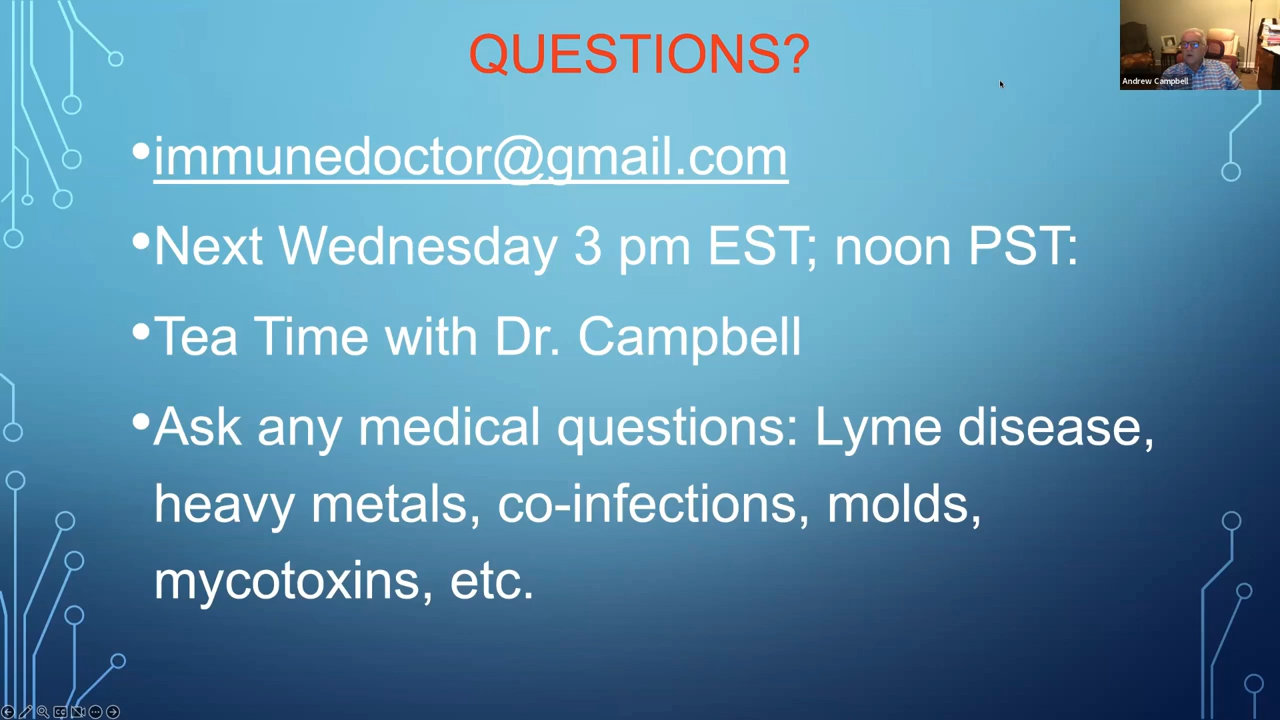 QUESTIONS?
Andrew Campbell
•immunedoctor@gmail.com
•Next Wednesday 3 pm EST; noon PST:
•Tea Time with Dr. Campbell
•Ask any medical questions: Lyme disease,
heavy metals, co-infections, molds,
mycotoxins, etc.